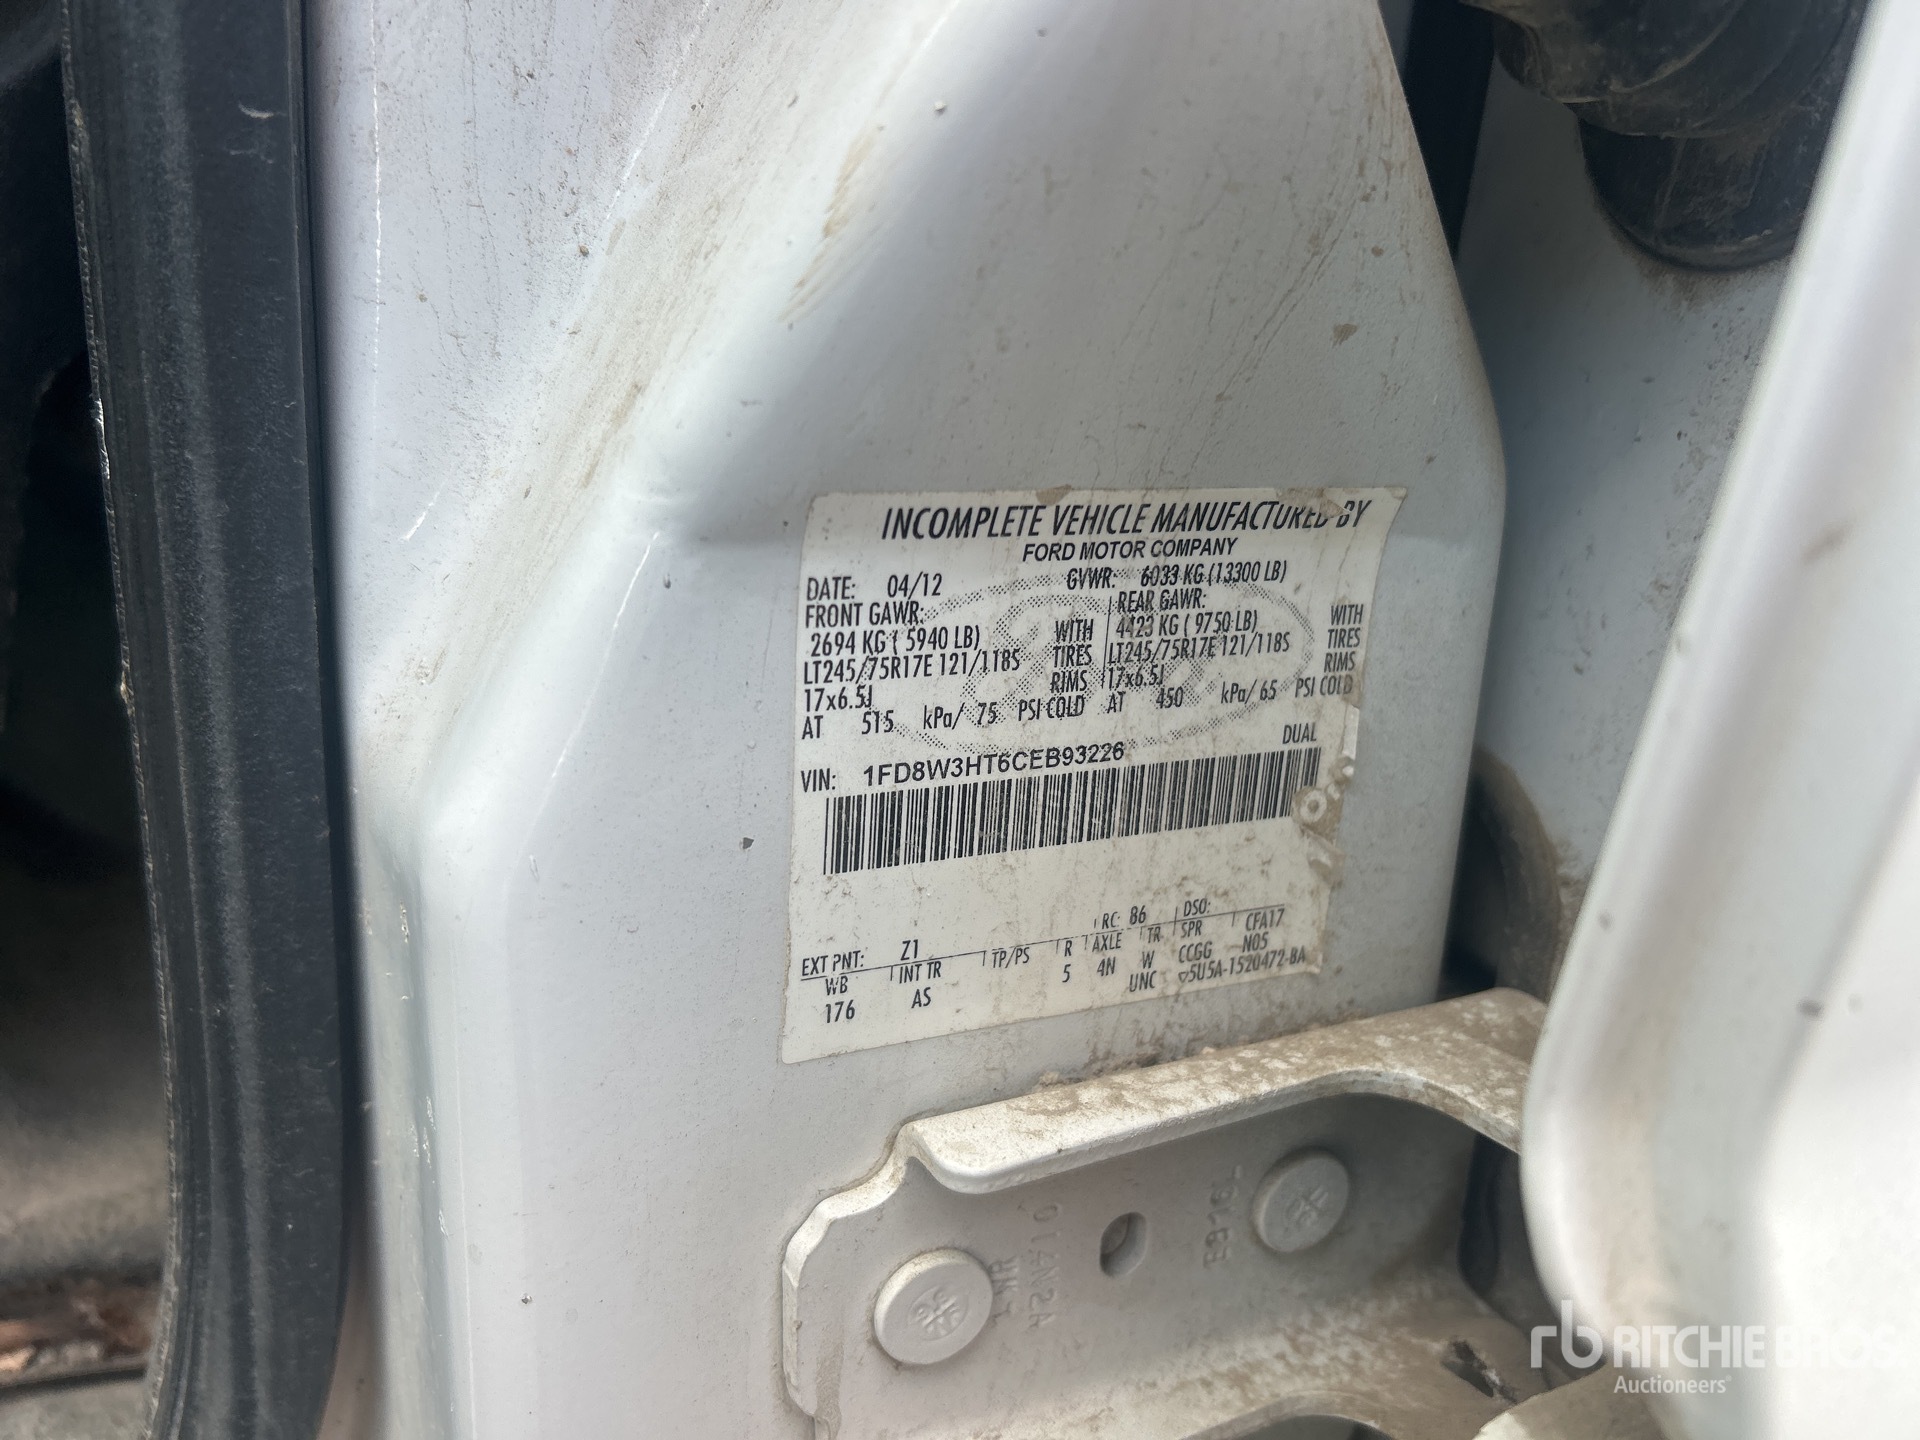 INCOMPLETE VEHICLE MANUFACTURED BY
FORD MOTOR COMPANY
DATE: 04/12 GVWR: 6033 KG (13300 LB)
FRONT GAWR: REAR GAWR:
2694 KG ( 5940 LB) WITH 4423 KG ( 9750 LB) WITH
LT245/75R17E 121/118S TIRES LT245/75R17E 121/118S TIRES
17x6.5J RIMS 17x6.5J RIMS
AT 515 kPa/ 75 PSI COLD AT 450 kPa/ 65 PSI COLD
VIN: 1FD8W3HT6CEB93226 DUAL
EXT PNT: Z1 RC: 86 DSO: CFA17
WB INT TR TP/PS R AXLE TR SPR N05
176 AS 5 4N W CCGG
UNC ▽5U5A-1520472-BA
014N2A
RITCHIE BROS
Auctioneers